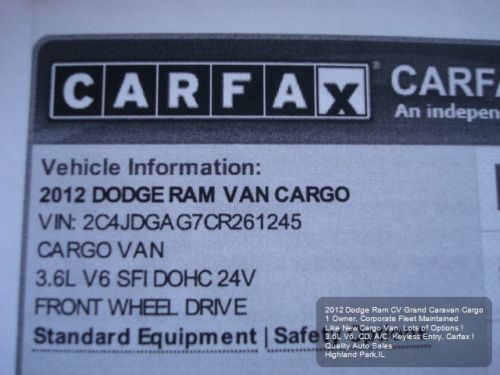 CARFAX®
CARFA
An indepen
Vehicle Information:
2012 DODGE RAM VAN CARGO
VIN: 2C4JDGAG7CR261245
CARGO VAN
3.6L V6 SFI DOHC 24V
FRONT WHEEL DRIVE
Standard Equipment | Safety
2012 Dodge Ram CV Grand Caravan Cargo
1 Owner, Corporate Fleet Maintained
Like New Cargo Van, Lots of Options !
3.6L V6, CD, A/C, Keyless Entry, Carfax !
Quality Auto Sales
Highland Park,IL